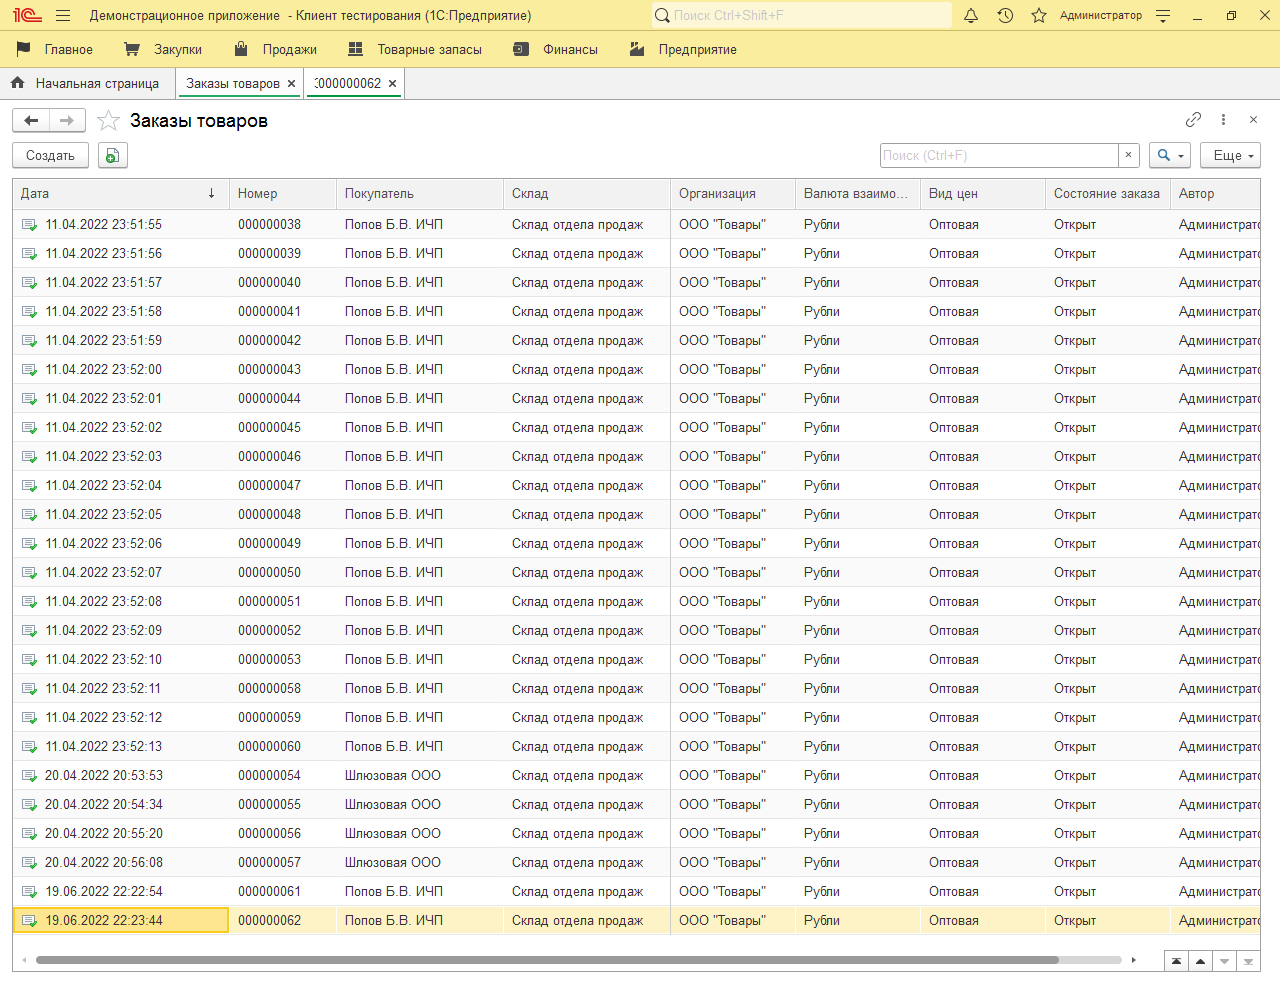 1С Демонстрационное приложение - Клиент тестирования (1С:Предприятие) Поиск Ctrl+Shift+F Администратор
Главное Закупки Продажи Товарные запасы Финансы Предприятие
Начальная страница Заказы товаров × 000000062 ×
Заказы товаров
Создать Поиск (Ctrl+F) × Еще
Дата ↓ Номер Покупатель Склад Организация Валюта взаимо... Вид цен Состояние заказа Автор
11.04.2022 23:51:55 000000038 Попов Б.В. ИЧП Склад отдела продаж ООО "Товары" Рубли Оптовая Открыт Администрато
11.04.2022 23:51:56 000000039 Попов Б.В. ИЧП Склад отдела продаж ООО "Товары" Рубли Оптовая Открыт Администрато
11.04.2022 23:51:57 000000040 Попов Б.В. ИЧП Склад отдела продаж ООО "Товары" Рубли Оптовая Открыт Администрато
11.04.2022 23:51:58 000000041 Попов Б.В. ИЧП Склад отдела продаж ООО "Товары" Рубли Оптовая Открыт Администрато
11.04.2022 23:51:59 000000042 Попов Б.В. ИЧП Склад отдела продаж ООО "Товары" Рубли Оптовая Открыт Администрато
11.04.2022 23:52:00 000000043 Попов Б.В. ИЧП Склад отдела продаж ООО "Товары" Рубли Оптовая Открыт Администрато
11.04.2022 23:52:01 000000044 Попов Б.В. ИЧП Склад отдела продаж ООО "Товары" Рубли Оптовая Открыт Администрато
11.04.2022 23:52:02 000000045 Попов Б.В. ИЧП Склад отдела продаж ООО "Товары" Рубли Оптовая Открыт Администрато
11.04.2022 23:52:03 000000046 Попов Б.В. ИЧП Склад отдела продаж ООО "Товары" Рубли Оптовая Открыт Администрато
11.04.2022 23:52:04 000000047 Попов Б.В. ИЧП Склад отдела продаж ООО "Товары" Рубли Оптовая Открыт Администрато
11.04.2022 23:52:05 000000048 Попов Б.В. ИЧП Склад отдела продаж ООО "Товары" Рубли Оптовая Открыт Администрато
11.04.2022 23:52:06 000000049 Попов Б.В. ИЧП Склад отдела продаж ООО "Товары" Рубли Оптовая Открыт Администрато
11.04.2022 23:52:07 000000050 Попов Б.В. ИЧП Склад отдела продаж ООО "Товары" Рубли Оптовая Открыт Администрато
11.04.2022 23:52:08 000000051 Попов Б.В. ИЧП Склад отдела продаж ООО "Товары" Рубли Оптовая Открыт Администрато
11.04.2022 23:52:09 000000052 Попов Б.В. ИЧП Склад отдела продаж ООО "Товары" Рубли Оптовая Открыт Администрато
11.04.2022 23:52:10 000000053 Попов Б.В. ИЧП Склад отдела продаж ООО "Товары" Рубли Оптовая Открыт Администрато
11.04.2022 23:52:11 000000058 Попов Б.В. ИЧП Склад отдела продаж ООО "Товары" Рубли Оптовая Открыт Администрато
11.04.2022 23:52:12 000000059 Попов Б.В. ИЧП Склад отдела продаж ООО "Товары" Рубли Оптовая Открыт Администрато
11.04.2022 23:52:13 000000060 Попов Б.В. ИЧП Склад отдела продаж ООО "Товары" Рубли Оптовая Открыт Администрато
20.04.2022 20:53:53 000000054 Шлюзовая ООО Склад отдела продаж ООО "Товары" Рубли Оптовая Открыт Администрато
20.04.2022 20:54:34 000000055 Шлюзовая ООО Склад отдела продаж ООО "Товары" Рубли Оптовая Открыт Администрато
20.04.2022 20:55:20 000000056 Шлюзовая ООО Склад отдела продаж ООО "Товары" Рубли Оптовая Открыт Администрато
20.04.2022 20:56:08 000000057 Шлюзовая ООО Склад отдела продаж ООО "Товары" Рубли Оптовая Открыт Администрато
19.06.2022 22:22:54 000000061 Попов Б.В. ИЧП Склад отдела продаж ООО "Товары" Рубли Оптовая Открыт Администрато
19.06.2022 22:23:44 000000062 Попов Б.В. ИЧП Склад отдела продаж ООО "Товары" Рубли Оптовая Открыт Администрато